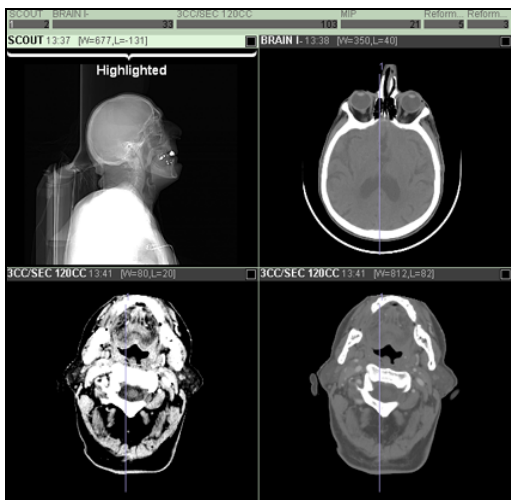 SCOUT BRAIN I- 3CC/SEC 120CC MIP Reform... Reform...
1 2 33 103 21 5 3
SCOUT 13:37 [W=677,L=-131]
Highlighted
BRAIN I- 13:38 [W=350,L=40]
3CC/SEC 120CC 13:41 [W=80,L=20]
3CC/SEC 120CC 13:41 [W=812,L=82]